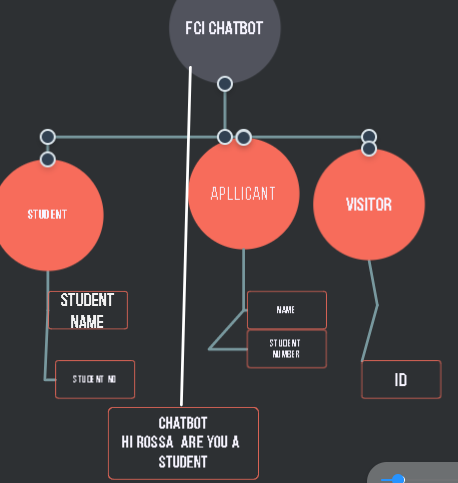 FCI CHATBOT
STUDENT
APLLICANT
VISITOR
STUDENT
NAME
STUDENT NO
NAME
STUDENT
NUMBER
ID
CHATBOT
HI ROSSA ARE YOU A
STUDENT